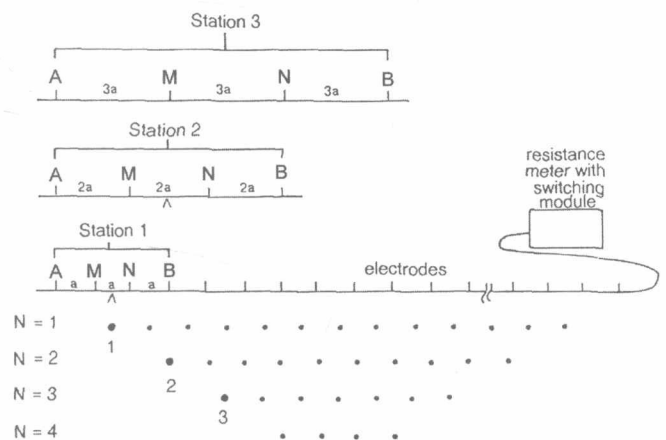 Station 3
A M N B
3a 3a 3a
Station 2
A M N B
2a 2a 2a
resistance
meter with
switching
module
Station 1
A M N B
a a a
electrodes
N = 1
1
N = 2
2
N = 3
3
N = 4